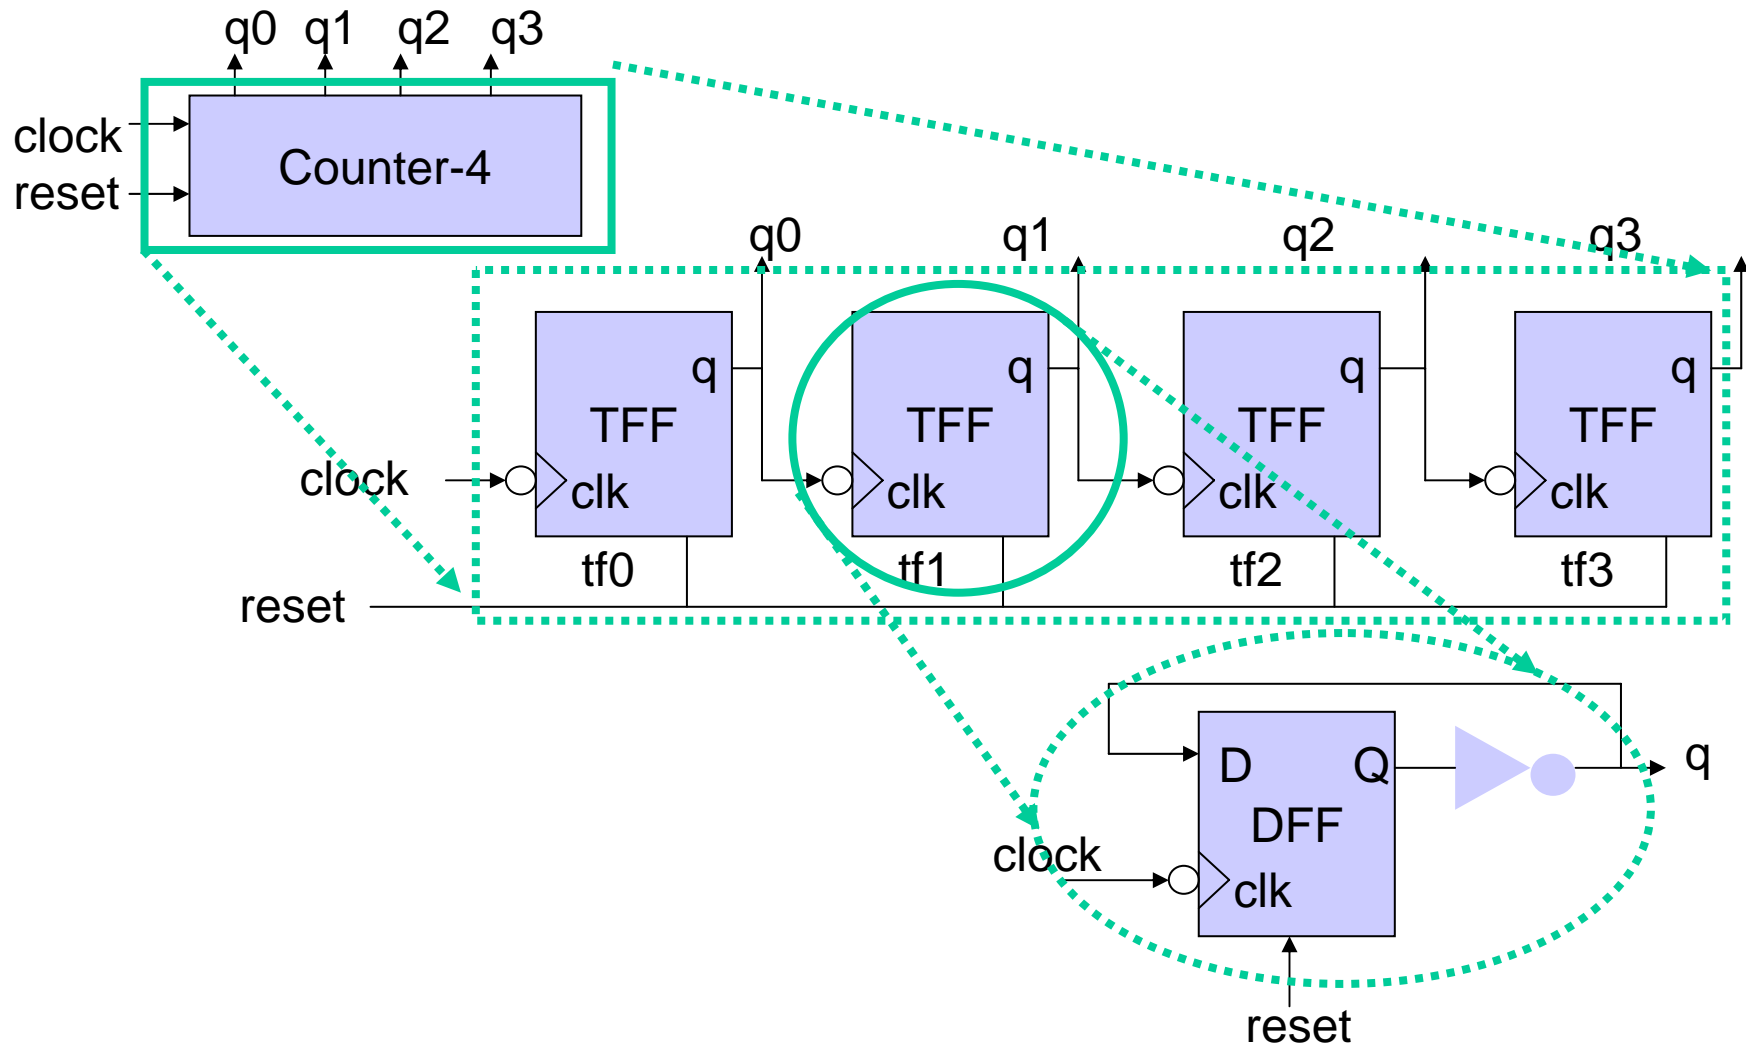 q0 q1 q2 q3
clock
Counter-4
reset
q0 q1 q2 q3
q q q q
TFF TFF TFF TFF
clock clk clk clk clk
tf0 tf1 tf2 tf3
reset
D Q q
DFF
clock
clk
reset